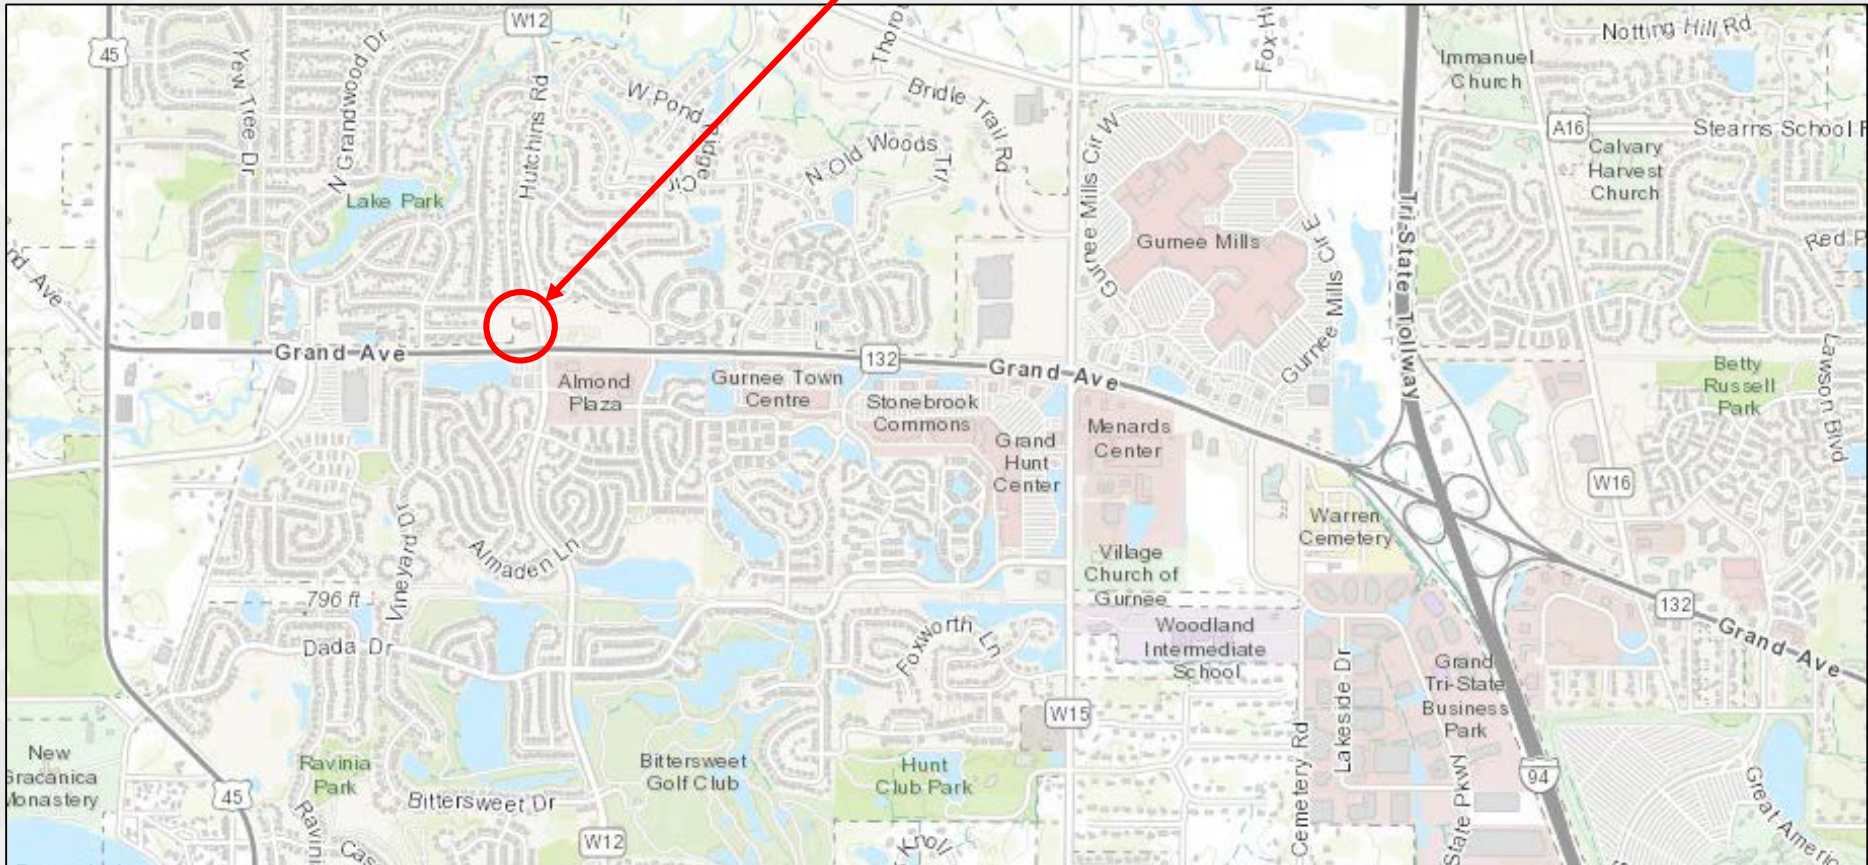 45
W12
Yew Tree Dr
N Grandwood Dr
Hutchins Rd
Lake Park
W Pond Ridge Cir
N Old Woods Trl
Bridle Trail Rd
Gurnee Mills Cir W
Gurnee Mills
Gurnee Mills Cir E
Tri-State Tollway
Immanuel
Church
Notting Hill Rd
A16
Stearns School
Calvary
Harvest
Church
Ave
Grand Ave
132
Grand Ave
Almond
Plaza
Gurnee Town
Centre
Stonebrook
Commons
Grand
Hunt
Center
Menards
Center
Betty
Russell
Park
Lawson Blvd
W16
Warren
Cemetery
Vineyard Dr
Almaden Ln
796 ft
Village
Church of
Gurnee
132
Grand Ave
Dada Dr
Foxworth Ln
Woodland
Intermediate
School
Lakeside Dr
Grand
Tri-State
Business
Park
W15
New
Gracanica
Monastery
Ravinia
Park
45
Bittersweet Dr
Bittersweet
Golf Club
Hunt
Club Park
Cemetery Rd
State Pkwy
94
W12
Knoll